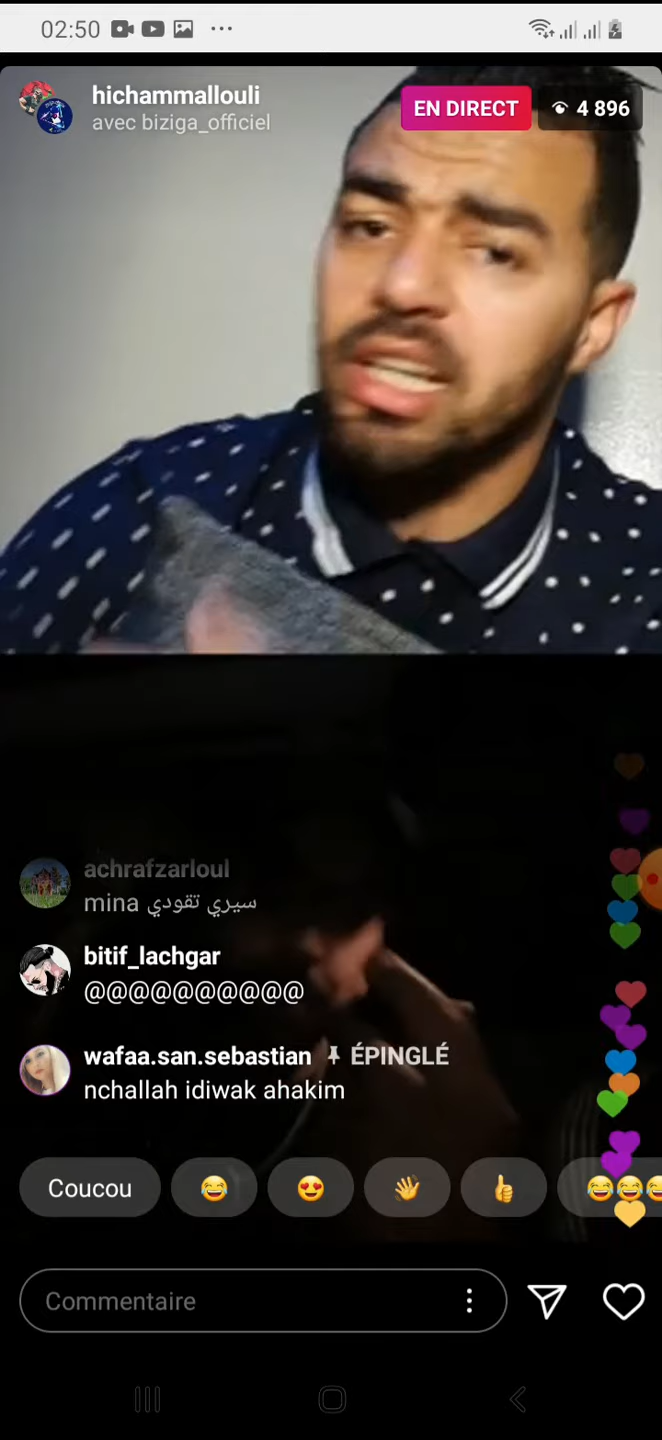 02:50
hichammallouli
avec biziga_officiel
EN DIRECT
4 896
achrafzarloul
mina سيري تقودي
bitif_lachgar
@@@@@@@@@@
wafaa.san.sebastian ÉPINGLÉ
nchallah idiwak ahakim
Coucou
Commentaire